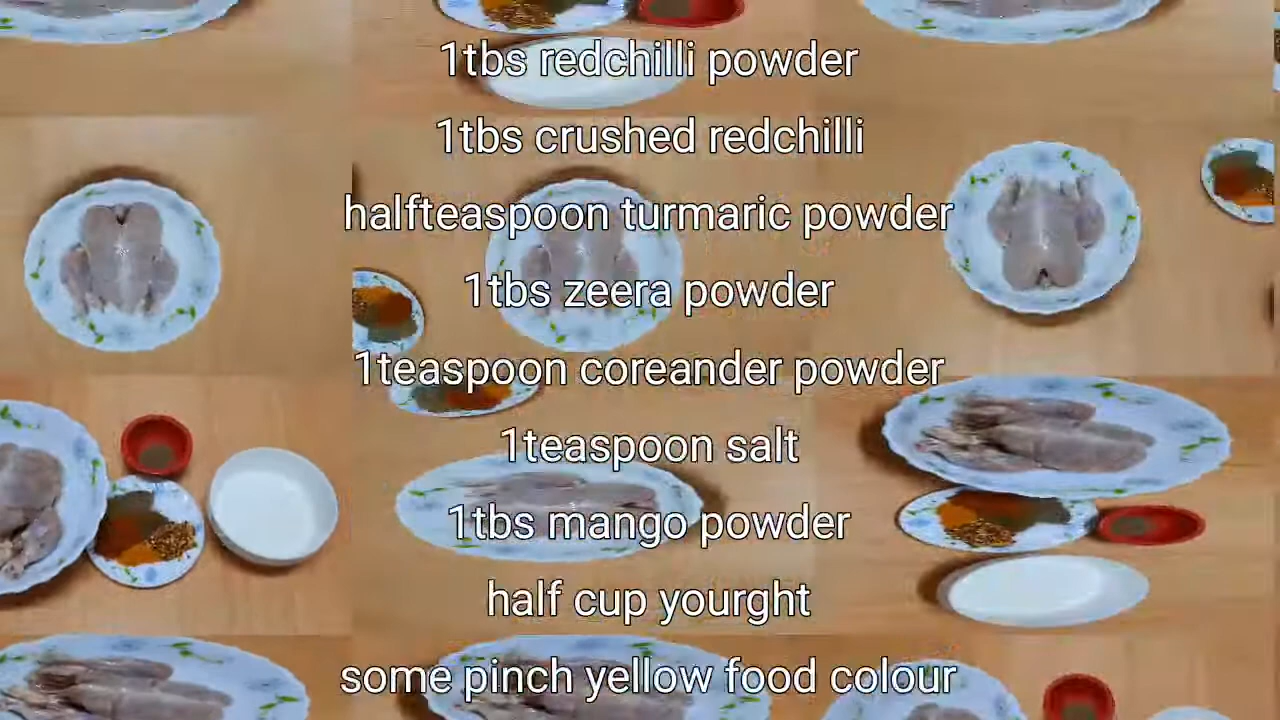 1tbs redchilli powder
1tbs crushed redchilli
halfteaspoon turmaric powder
1tbs zeera powder
1teaspoon coreander powder
1teaspoon salt
1tbs mango powder
half cup yourght
some pinch yellow food colour